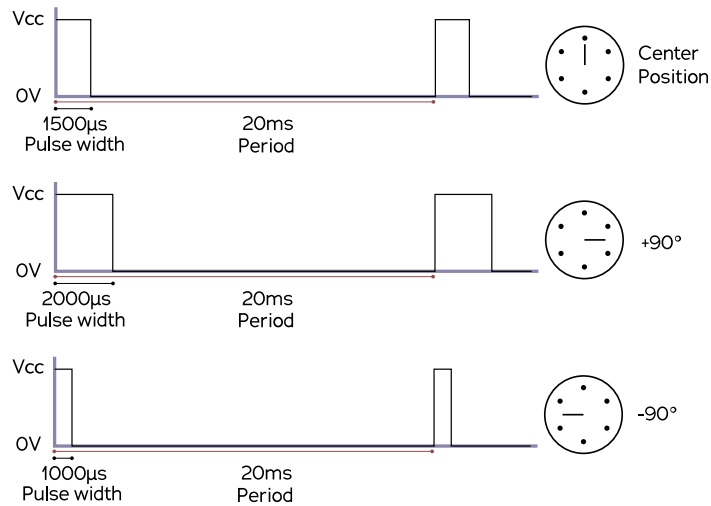 Vcc
0V
1500µs
Pulse width
20ms
Period
Center
Position
Vcc
0V
2000µs
Pulse width
20ms
Period
+90°
Vcc
0V
1000µs
Pulse width
20ms
Period
-90°